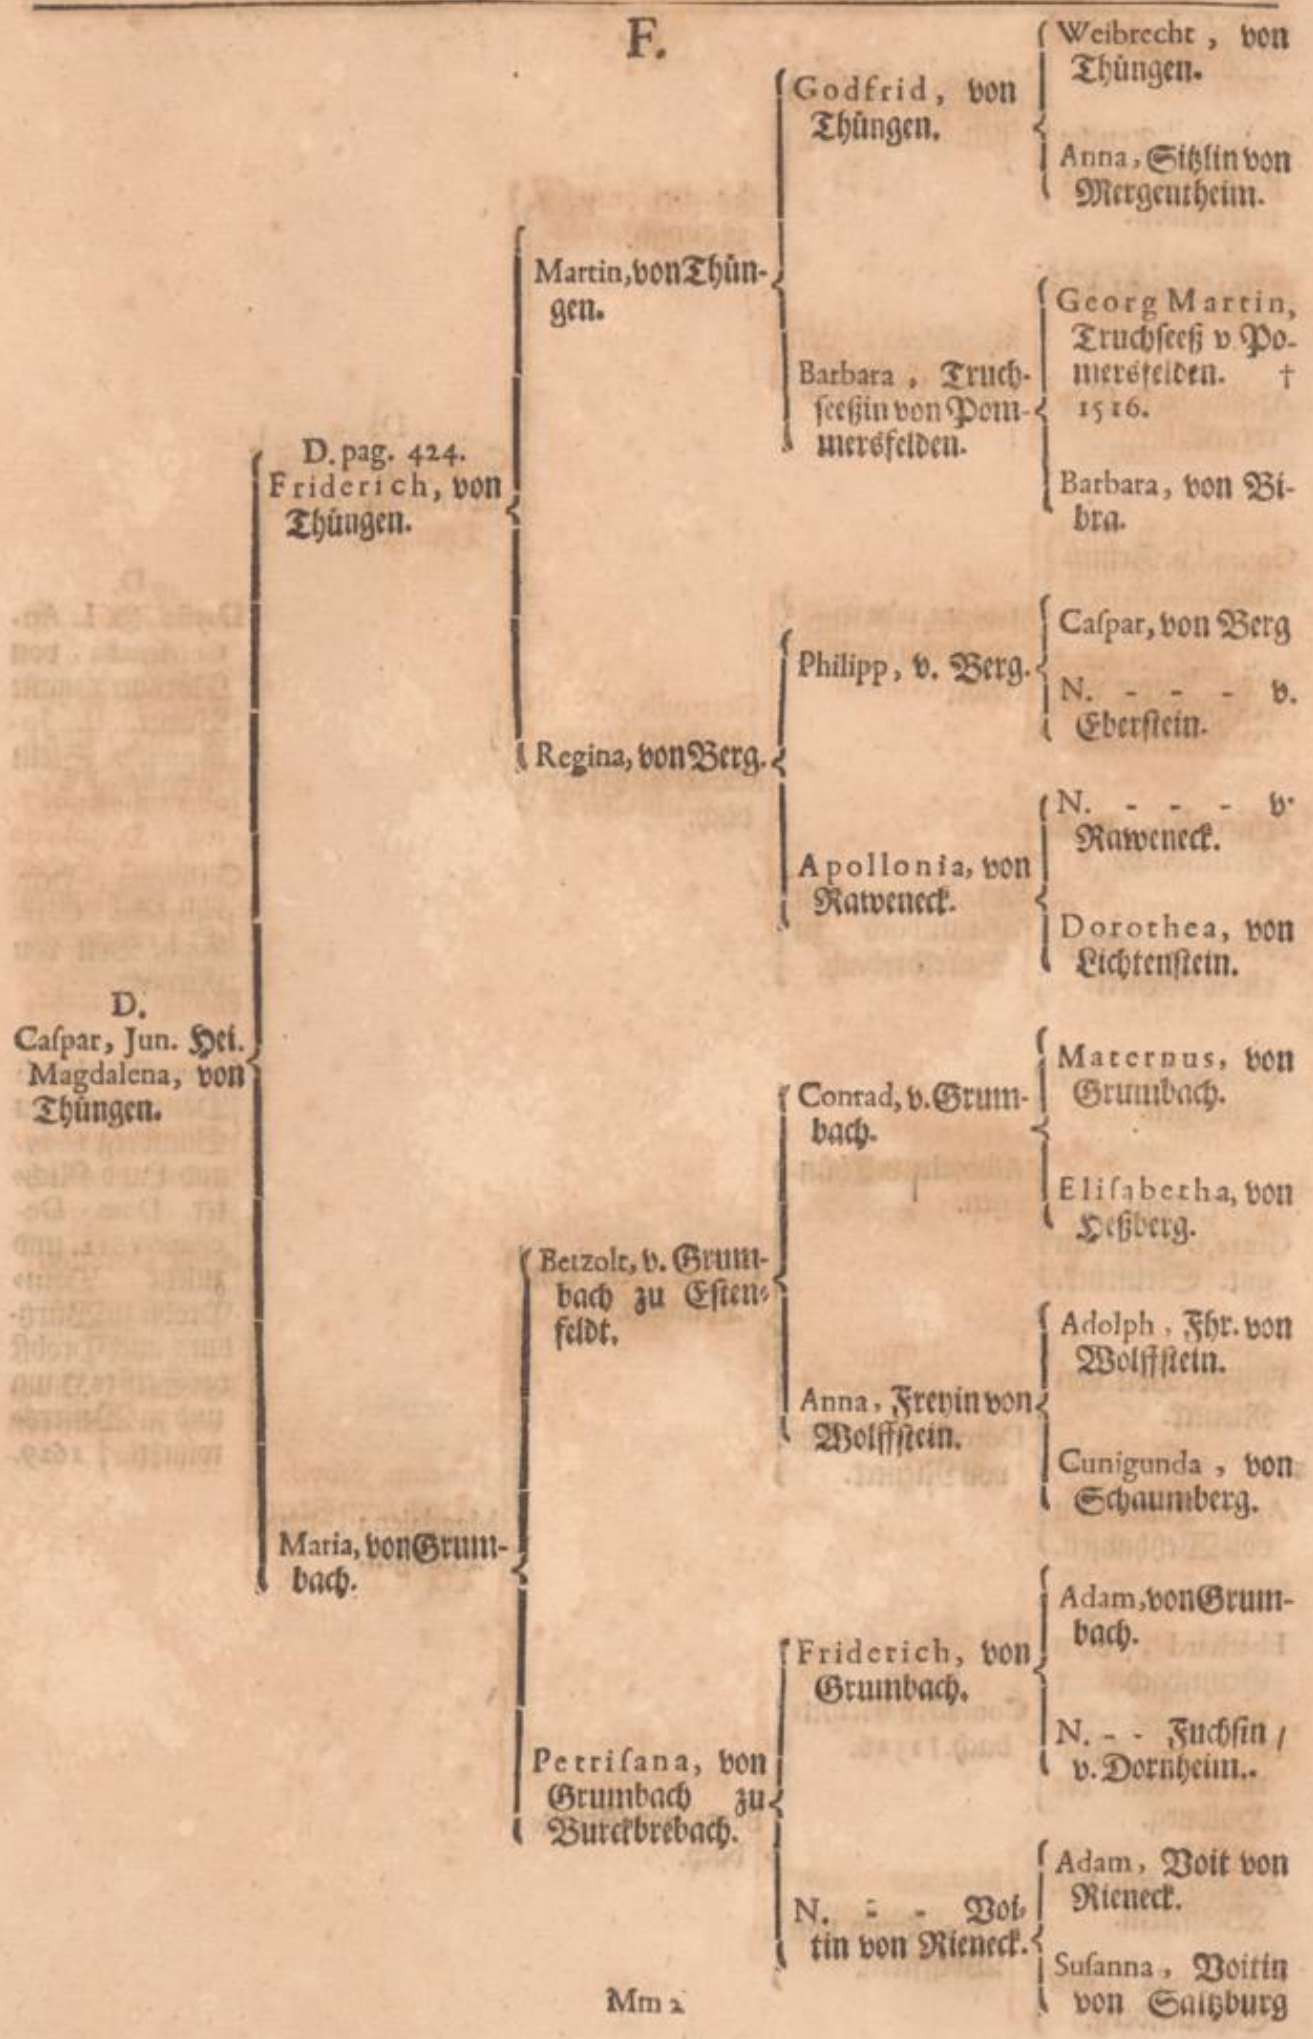 F.
D.
Caſpar, Jun. Hei.
Magdalena, von
Thüngen.
D. pag. 424.
Friderich, von
Thüngen.
Maria, von Grum-
bach.
Martin, von Thün-
gen.
Regina, von Berg.
Betzolt, v. Grum-
bach zu Eſten-
feldt.
Petriſana, von
Grumbach zu
Burckbrebach.
Godfrid, von
Thüngen.
Barbara, Truch-
ſeeßin von Pom-
mersfelden.
Philipp, v. Berg.
Apollonia, von
Raweneck.
Conrad, v. Grum-
bach.
Anna, Freyin von
Wolffſtein.
Friderich, von
Grumbach.
N. - - Voi-
tin von Rieneck.
Weibrecht, von
Thüngen.
Anna, Sitzlin von
Mergentheim.
Georg Martin,
Truchſeeß v Po-
mersfelden. †
1516.
Barbara, von Bi-
bra.
Caſpar, von Berg
N. - - - v.
Eberſtein.
N. - - - v.
Raweneck.
Dorothea, von
Lichtenſtein.
Maternus, von
Grumbach.
Eliſabetha, von
Heßberg.
Adolph, Fhr. von
Wolffſtein.
Cunigunda, von
Schaumberg.
Adam, von Grum-
bach.
N. - - Fuchſin /
v. Dornheim..
Adam, Voit von
Rieneck.
Suſanna, Voitin
von Saltzburg
Mm 2